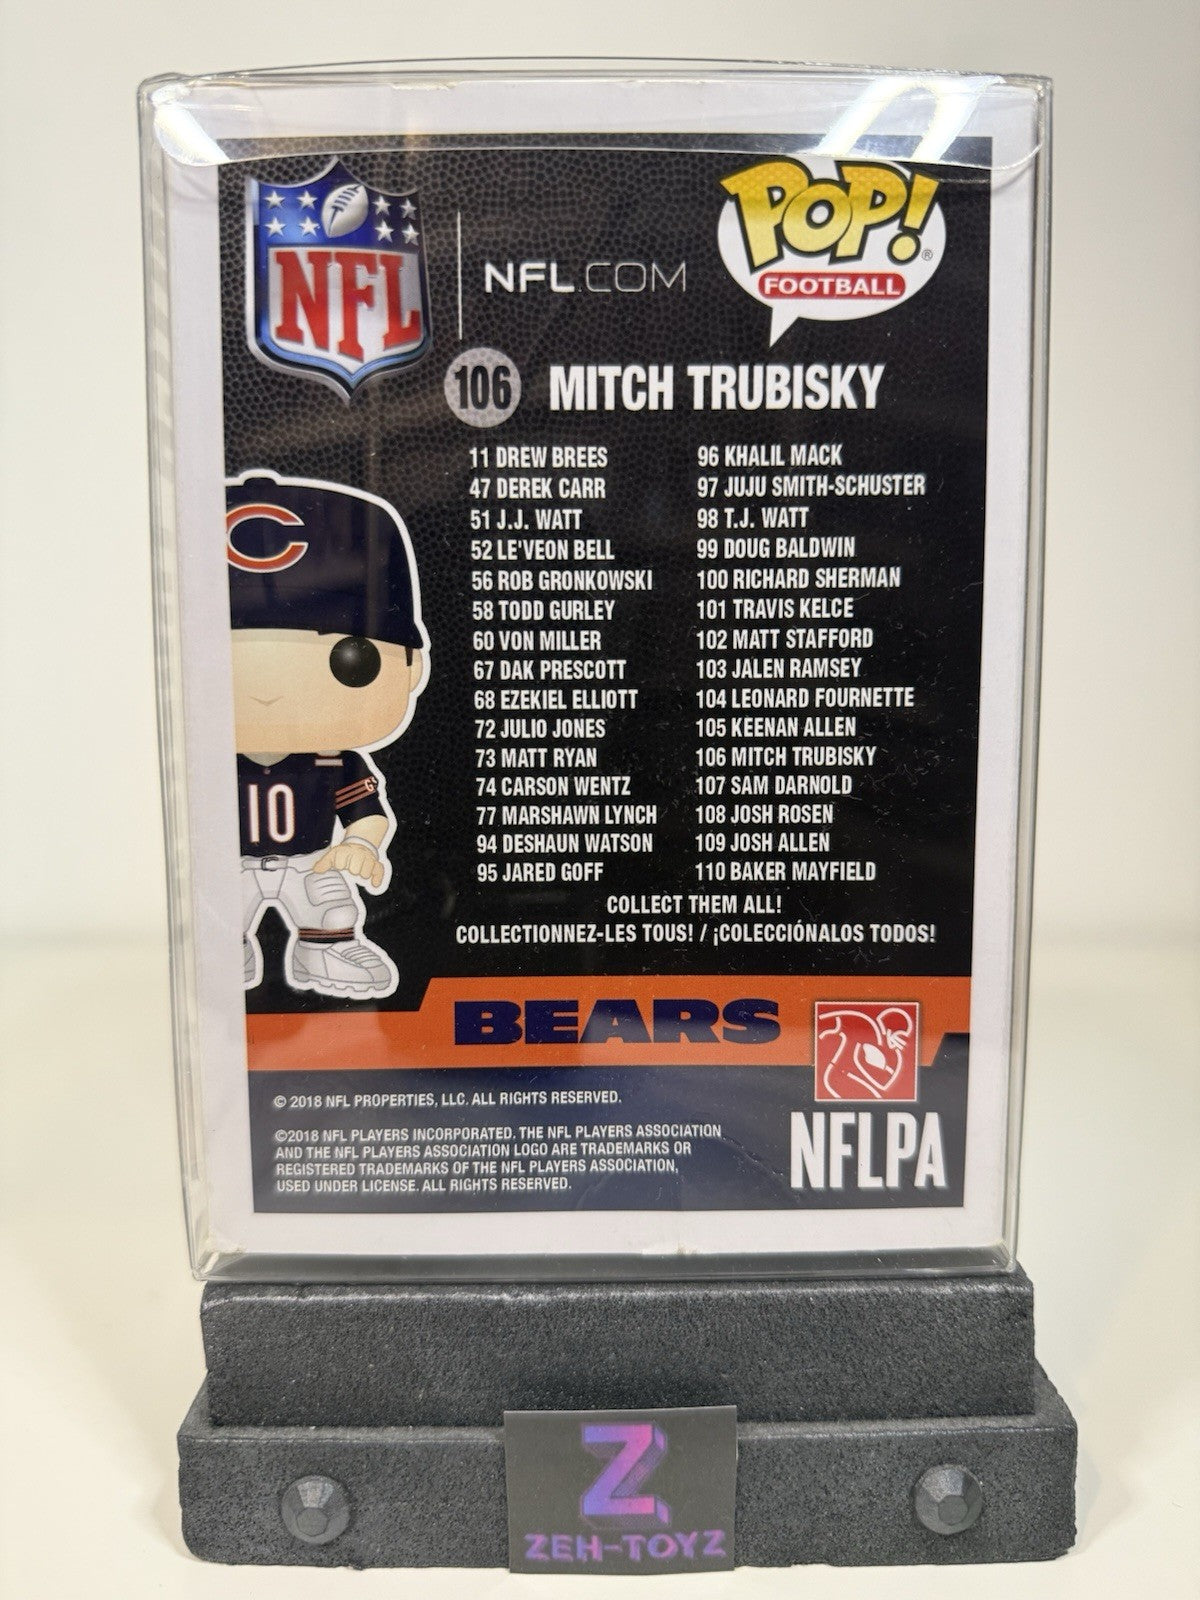 NFL
NFL.COM
POP!
®
FOOTBALL
106 MITCH TRUBISKY
11 DREW BREES
47 DEREK CARR
51 J.J. WATT
52 LE'VEON BELL
56 ROB GRONKOWSKI
58 TODD GURLEY
60 VON MILLER
67 DAK PRESCOTT
68 EZEKIEL ELLIOTT
72 JULIO JONES
73 MATT RYAN
74 CARSON WENTZ
77 MARSHAWN LYNCH
94 DESHAUN WATSON
95 JARED GOFF
96 KHALIL MACK
97 JUJU SMITH-SCHUSTER
98 T.J. WATT
99 DOUG BALDWIN
100 RICHARD SHERMAN
101 TRAVIS KELCE
102 MATT STAFFORD
103 JALEN RAMSEY
104 LEONARD FOURNETTE
105 KEENAN ALLEN
106 MITCH TRUBISKY
107 SAM DARNOLD
108 JOSH ROSEN
109 JOSH ALLEN
110 BAKER MAYFIELD
COLLECT THEM ALL!
COLLECTIONNEZ-LES TOUS! / ¡COLECCIÓNALOS TODOS!
C
10
BEARS
© 2018 NFL PROPERTIES, LLC. ALL RIGHTS RESERVED.
©2018 NFL PLAYERS INCORPORATED. THE NFL PLAYERS ASSOCIATION
AND THE NFL PLAYERS ASSOCIATION LOGO ARE TRADEMARKS OR
REGISTERED TRADEMARKS OF THE NFL PLAYERS ASSOCIATION,
USED UNDER LICENSE. ALL RIGHTS RESERVED.
NFLPA
Z
ZEH-TOYZ